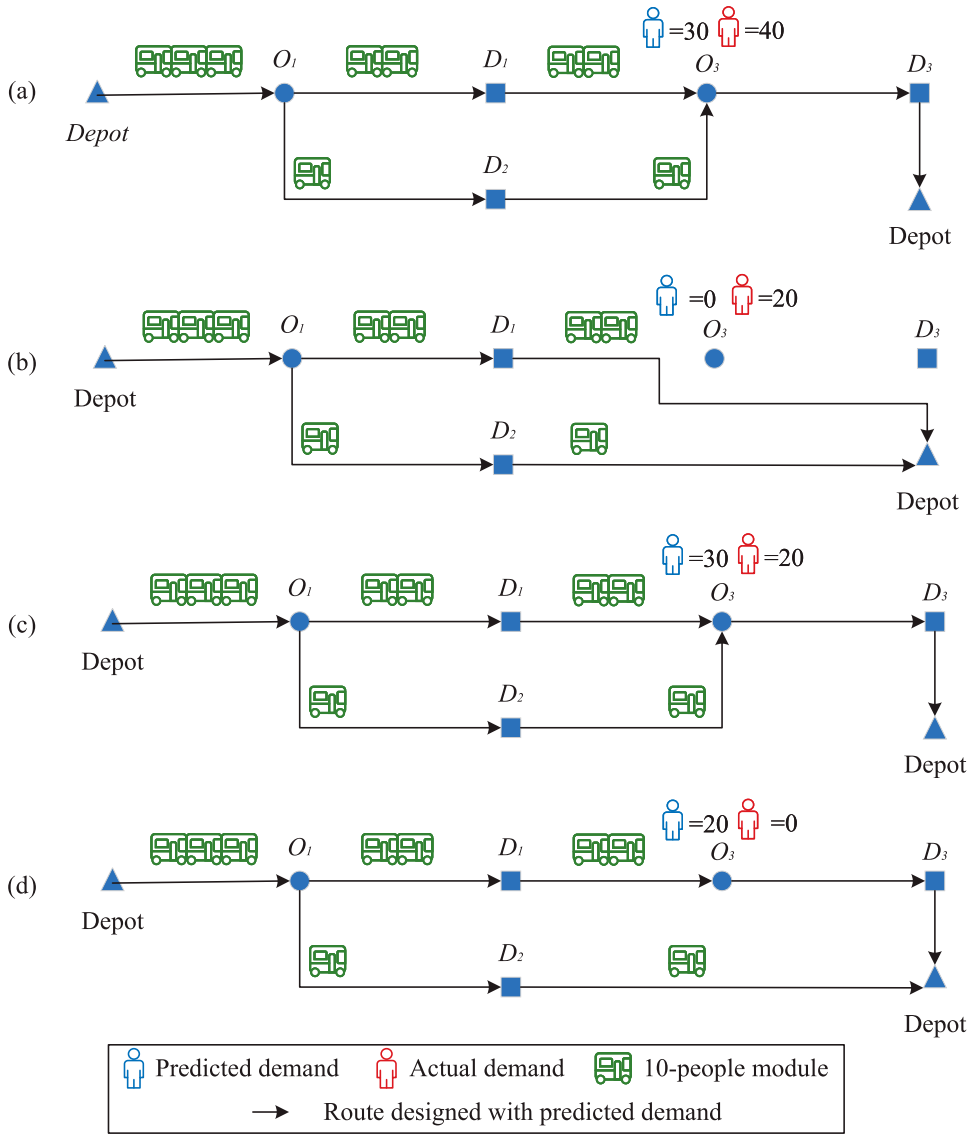 =30 =40
O1 D1 O3 D3
(a)
Depot
D2
Depot
=0 =20
O1 D1 O3 D3
(b)
Depot
D2
Depot
=30 =20
O1 D1 O3 D3
(c)
Depot
D2
Depot
=20 =0
O1 D1 O3 D3
(d)
Depot
D2
Depot
Predicted demand Actual demand 10-people module
Route designed with predicted demand